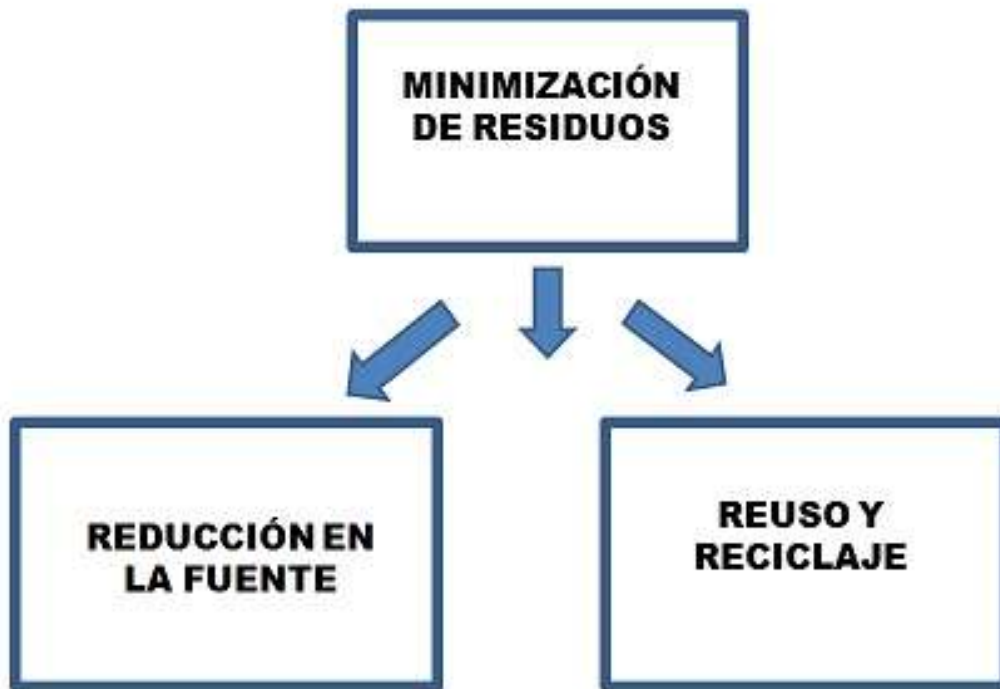 MINIMIZACIÓN
DE RESIDUOS
REDUCCIÓN EN
LA FUENTE
REUSO Y
RECICLAJE